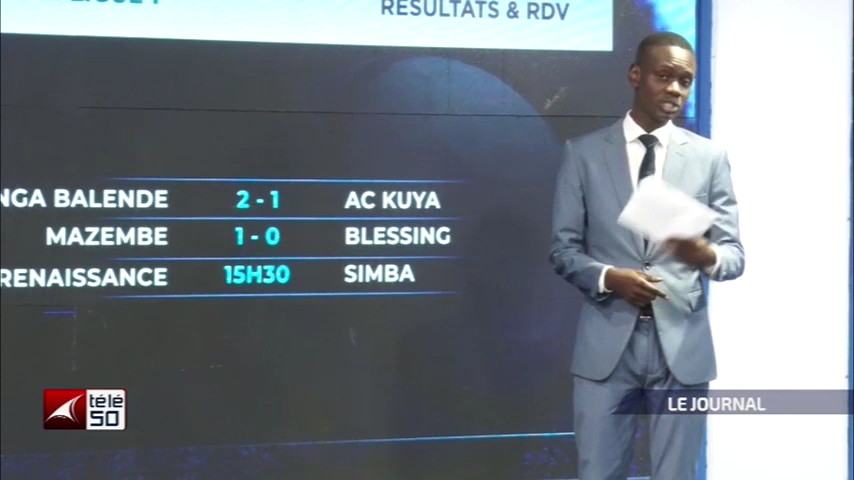 RESULTATS & RDV
NGA BALENDE 2 - 1 AC KUYA
MAZEMBE 1 - 0 BLESSING
RENAISSANCE 15H30 SIMBA
télé
50
LE JOURNAL